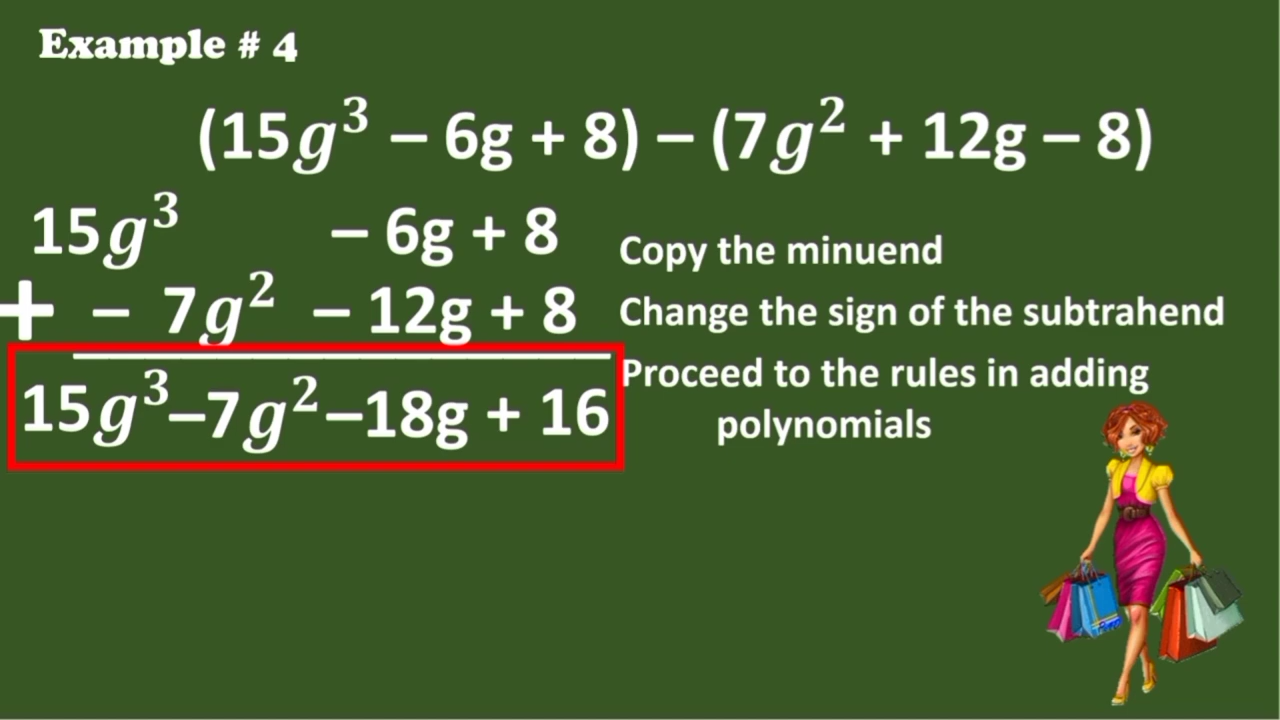 Example # 4
(15g³ – 6g + 8) – (7g² + 12g – 8)
15g³ – 6g + 8
Copy the minuend
+ – 7g² – 12g + 8
Change the sign of the subtrahend
15g³–7g²–18g + 16
Proceed to the rules in adding
polynomials